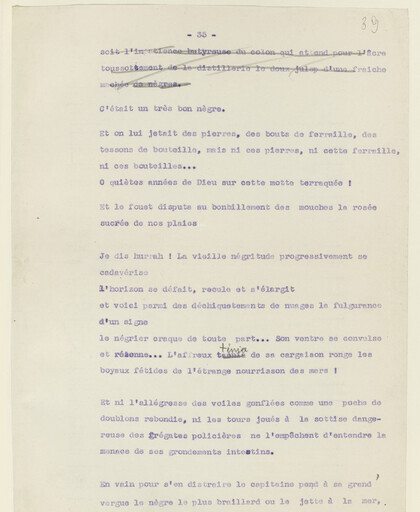 - 35 -
39
soit l'impatience butyreuse du colon qui attend pour l'âcre
toussotement de la distillerie le doux julep d'une fraîche
de nègres.
C'était un très bon nègre.
Et on lui jetait des pierres, des bouts de ferraille, des
tessons de bouteille, mais ni ces pierres, ni cette ferraille,
ni ces bouteilles...
O quiètes années de Dieu sur cette motte terraquée !
Et le fouet disputa au bombillement des mouches la rosée
sucrée de nos plaies
Je dis hurrah ! La vieille négritude progressivement se
cadavérise
l'horizon se défait, recule et s'élargit
et voici parmi des déchiquetements de nuages la fulgurance
d'un signe
le négrier craque de toute part... Son ventre se convulse
ténia
et résonne... L'affreux de sa cargaison ronge les
boyaux fétides de l'étrange nourrisson des mers !
Et ni l'allégresse des voiles gonflées comme une poche de
doublons rebondie, ni les tours joués à la sottise dange-
reuse des frégates policières ne l'empêchent d'entendre la
menace de ses grondements intestins.
En vain pour s'en distraire le capitaine pend à sa grand'
vergue le nègre le plus braillard ou le jette à la mer,